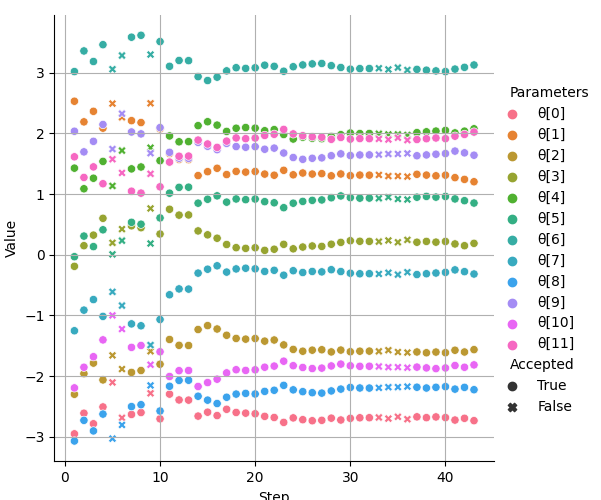 Value
3
2
1
0
−1
−2
−3
0
10
20
30
40
Step
Parameters
θ[0]
θ[1]
θ[2]
θ[3]
θ[4]
θ[5]
θ[6]
θ[7]
θ[8]
θ[9]
θ[10]
θ[11]
Accepted
True
False